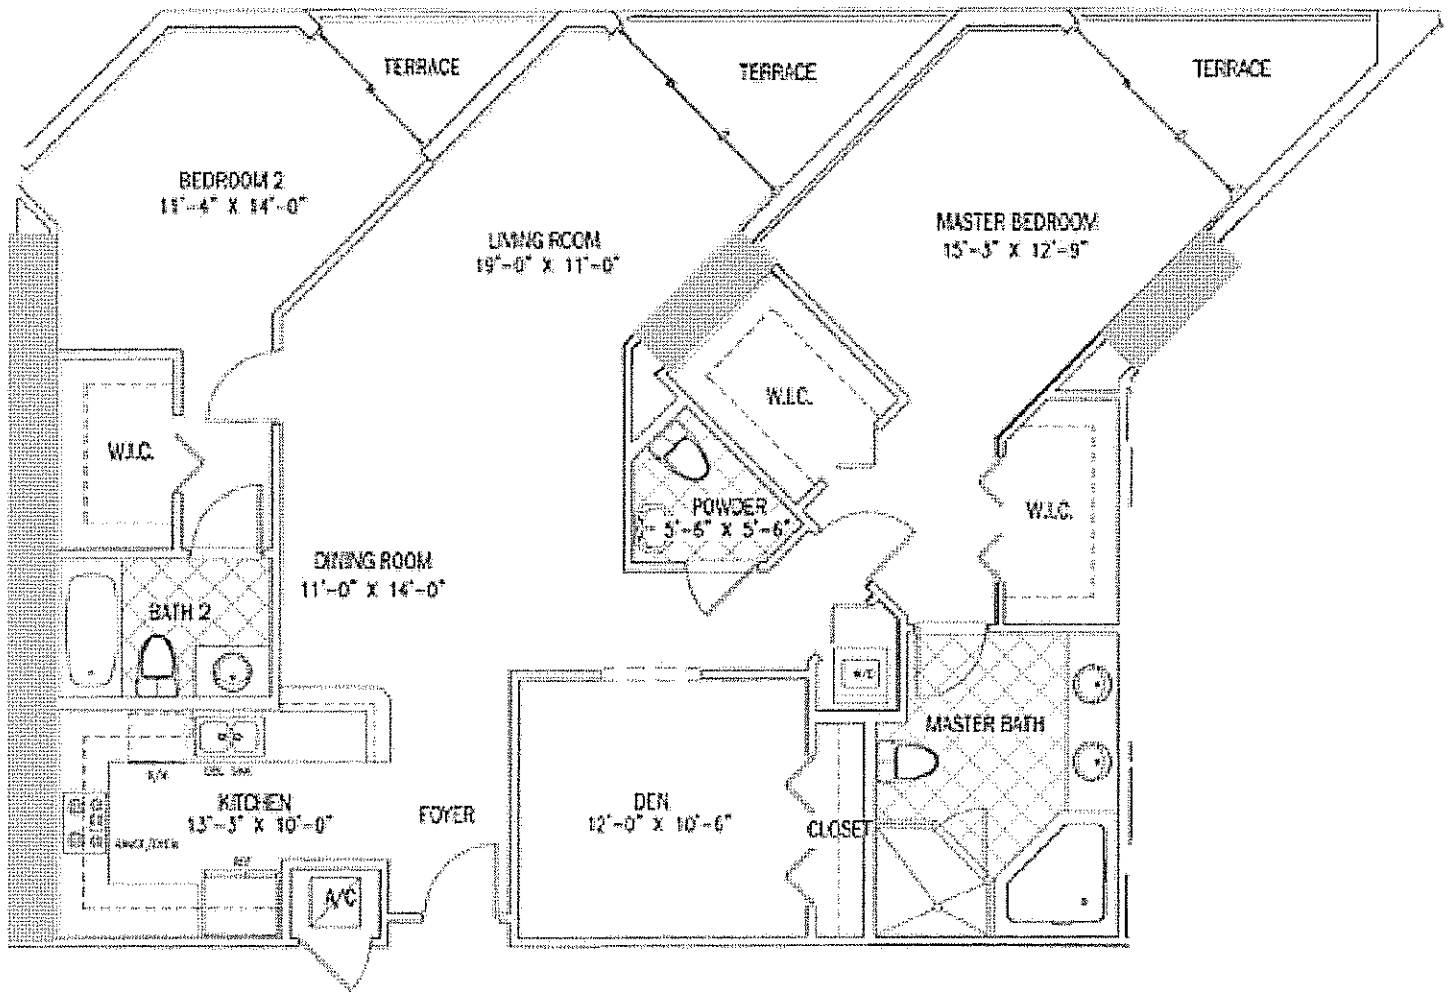 TERRACE
TERRACE
TERRACE
BEDROOM 2
11'-4" X 14'-0"
LIVING ROOM
19'-0" X 11'-0"
MASTER BEDROOM
15'-3" X 12'-9"
W.I.C.
W.I.C.
W.I.C.
POWDER
5'-6" X 5'-6"
DINING ROOM
11'-0" X 14'-0"
BATH 2
W/D
MASTER BATH
KITCHEN
13'-3" X 10'-0"
FOYER
DEN
12'-0" X 10'-6"
CLOSET
REF
A/C